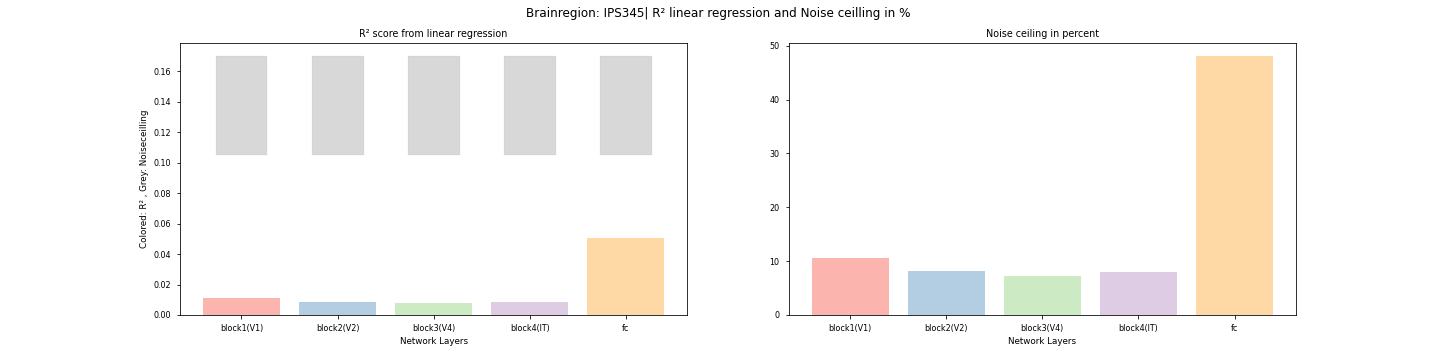 Brainregion: IPS345| R² linear regression and Noise ceilling in %
R² score from linear regression
Colored: R² , Grey: Noiseceilling
0.16
0.14
0.12
0.10
0.08
0.06
0.04
0.02
0.00
block1(V1) block2(V2) block3(V4) block4(IT) fc
Network Layers
Noise ceiling in percent
50
40
30
20
10
0
block1(V1) block2(V2) block3(V4) block4(IT) fc
Network Layers